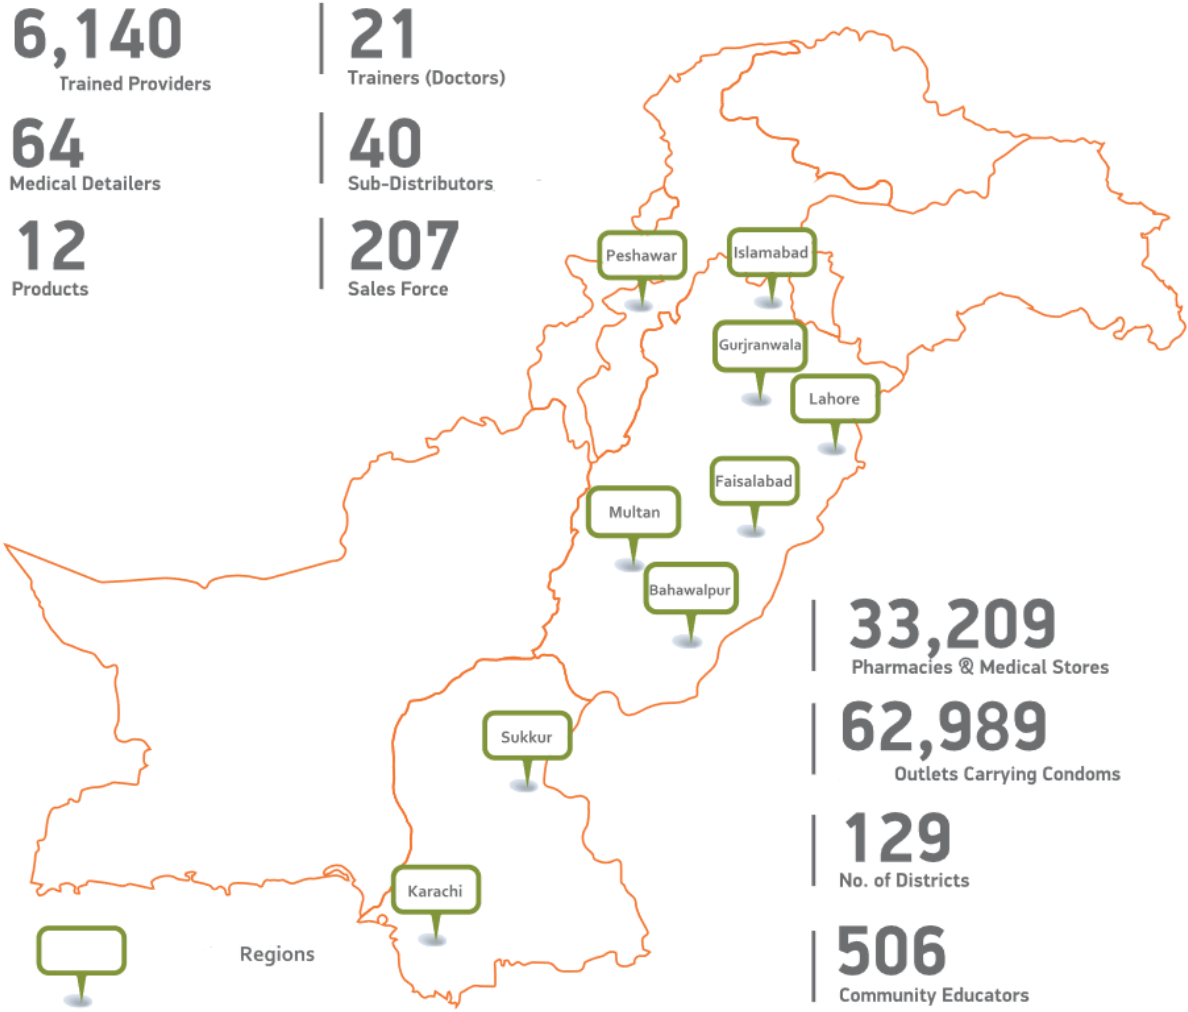 6,140
Trained Providers
21
Trainers (Doctors)
64
Medical Detailers
40
Sub-Distributors
12
Products
207
Sales Force
Peshawar
Islamabad
Gurjranwala
Lahore
Faisalabad
Multan
Bahawalpur
Sukkur
Karachi
Regions
33,209
Pharmacies & Medical Stores
62,989
Outlets Carrying Condoms
129
No. of Districts
506
Community Educators